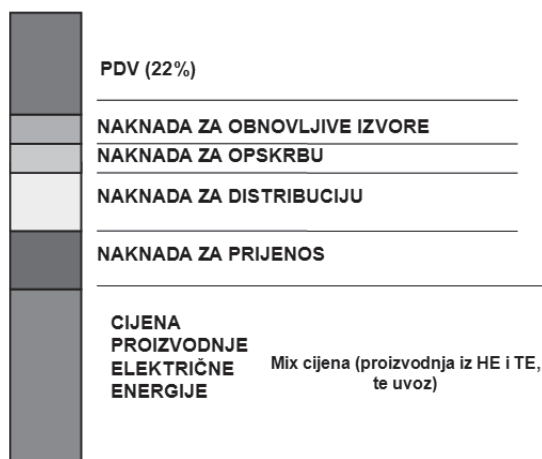 PDV (22%)
NAKNADA ZA OBNOVLJIVE IZVORE
NAKNADA ZA OPSKRBU
NAKNADA ZA DISTRIBUCIJU
NAKNADA ZA PRIJENOS
CIJENA
PROIZVODNJE
ELEKTRIČNE
ENERGIJE
Mix cijena (proizvodnja iz HE i TE,
te uvoz)